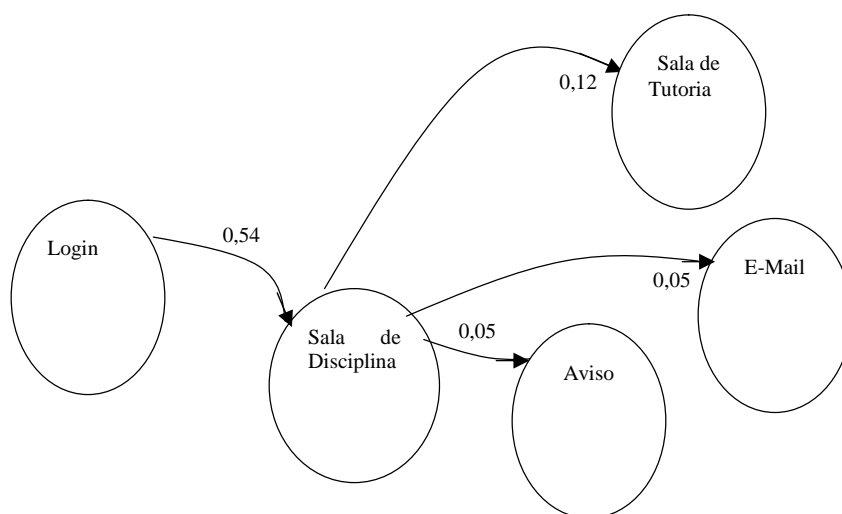 Sala de
Tutoria
0,12
Login
0,54
E-Mail
0,05
Sala de
Disciplina
0,05
Aviso